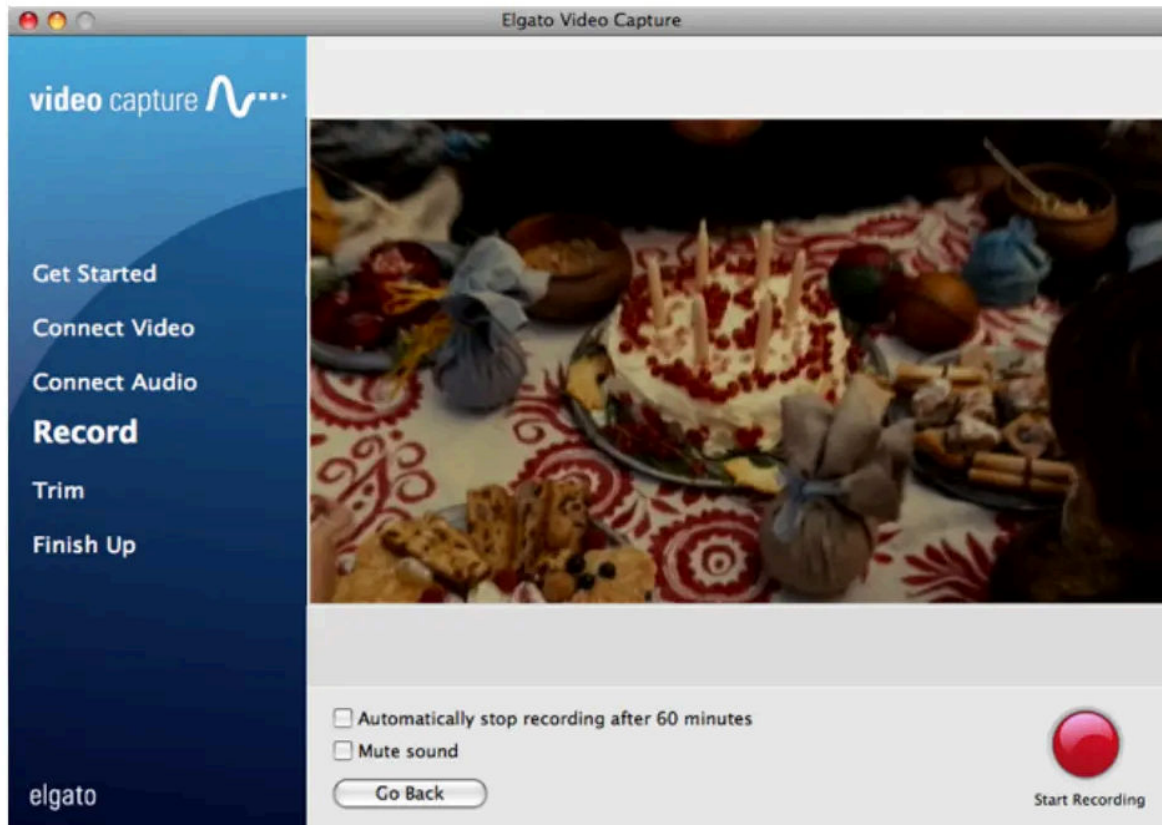 Elgato Video Capture
video capture
Get Started
Connect Video
Connect Audio
Record
Trim
Finish Up
elgato
Automatically stop recording after 60 minutes
Mute sound
Go Back
Start Recording